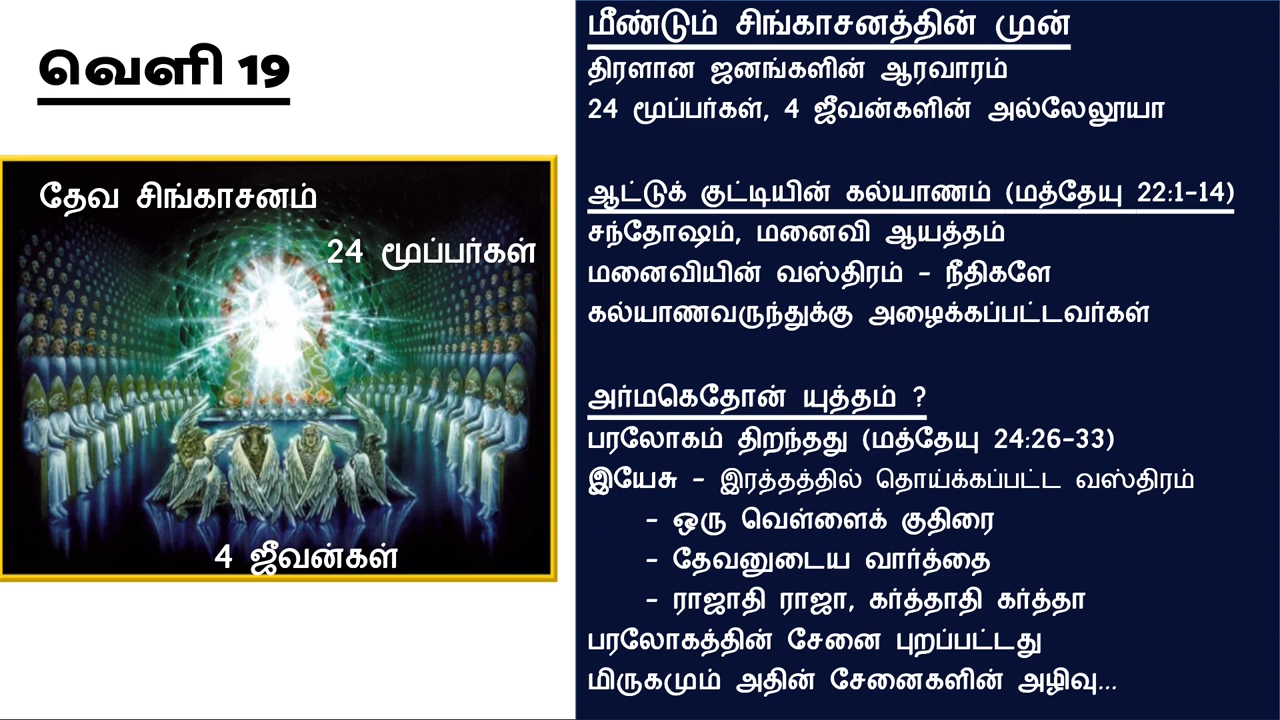 வெளி 19
தேவ சிங்காசனம்
24 மூப்பர்கள்
4 ஜீவன்கள்
மீண்டும் சிங்காசனத்தின் முன்
திரளான ஜனங்களின் ஆரவாரம்
24 மூப்பர்கள், 4 ஜீவன்களின் அல்லேலூயா
ஆட்டுக் குட்டியின் கல்யாணம் (மத்தேயு 22:1-14)
சந்தோஷம், மனைவி ஆயத்தம்
மனைவியின் வஸ்திரம் - நீதிகளே
கல்யாணவருந்துக்கு அழைக்கப்பட்டவர்கள்
அர்மகெதோன் யுத்தம் ?
பரலோகம் திறந்தது (மத்தேயு 24:26-33)
இயேசு - இரத்தத்தில் தொய்க்கப்பட்ட வஸ்திரம்
- ஒரு வெள்ளைக் குதிரை
- தேவனுடைய வார்த்தை
- ராஜாதி ராஜா, கர்த்தாதி கர்த்தா
பரலோகத்தின் சேனை புறப்பட்டது
மிருகமும் அதின் சேனைகளின் அழிவு...